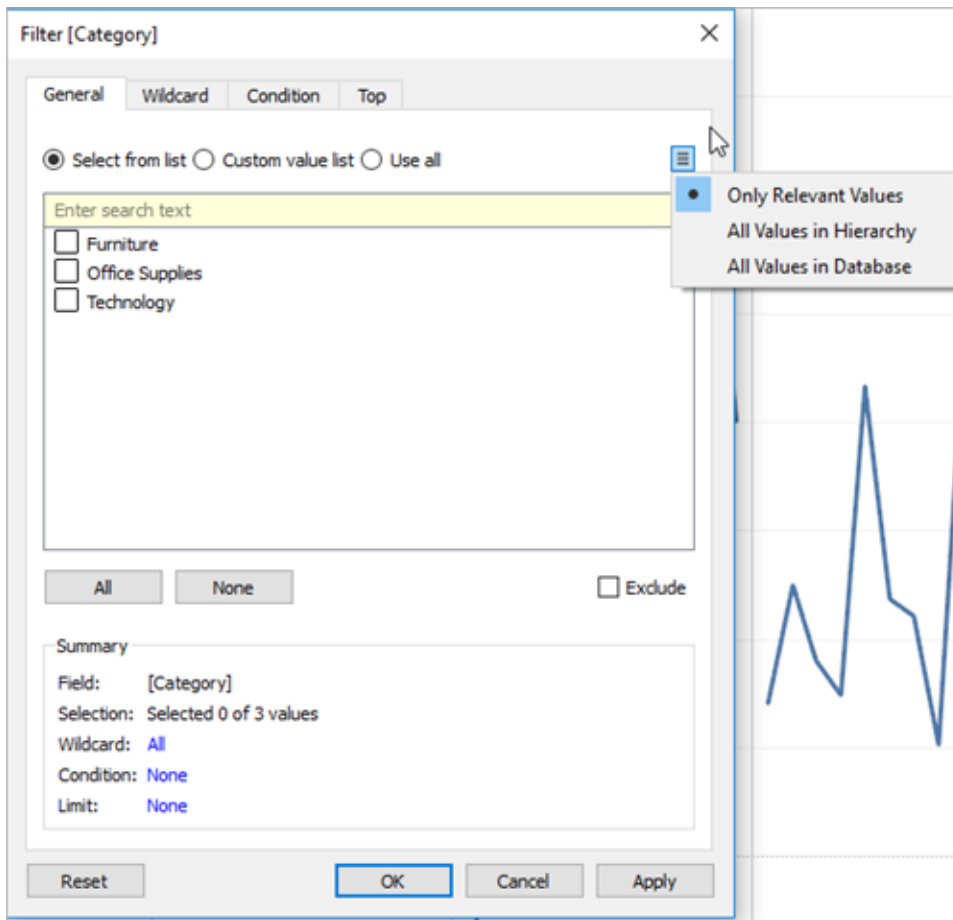 Filter [Category]
General Wildcard Condition Top
Select from list Custom value list Use all
Only Relevant Values
All Values in Hierarchy
All Values in Database
Enter search text
Furniture
Office Supplies
Technology
All None Exclude
Summary
Field: [Category]
Selection: Selected 0 of 3 values
Wildcard: All
Condition: None
Limit: None
Reset OK Cancel Apply